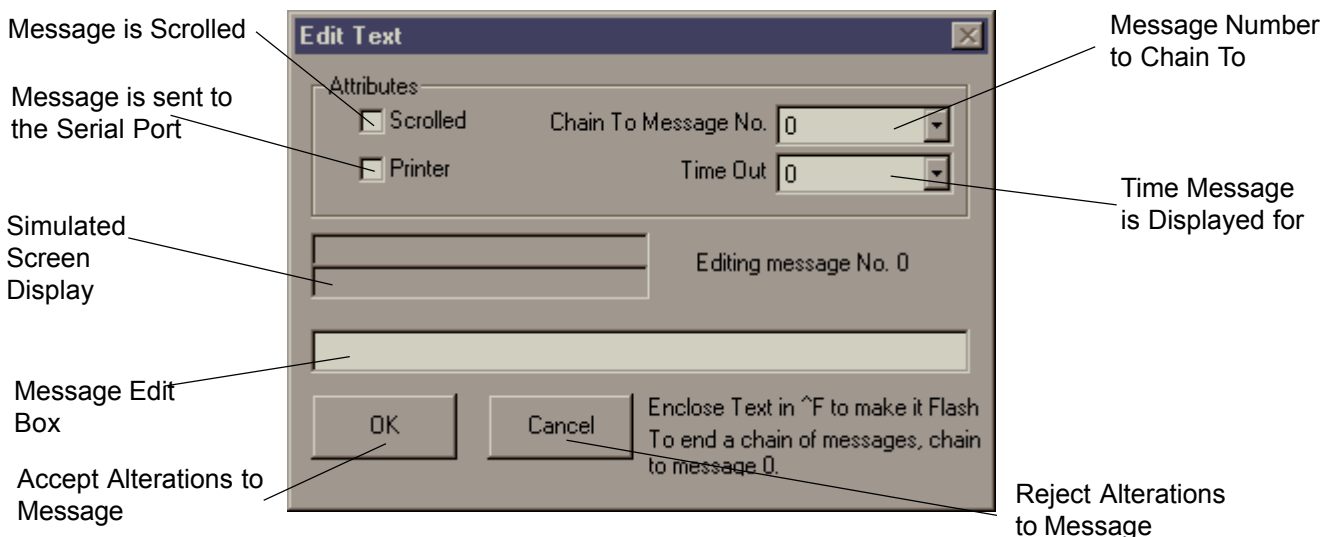 Message is Scrolled
Message is sent to
the Serial Port
Simulated
Screen
Display
Message Edit
Box
Accept Alterations to
Message
Edit Text
Attributes
Scrolled
Chain To Message No. 0
Printer
Time Out 0
Editing message No. 0
OK
Cancel
Enclose Text in ^F to make it Flash
To end a chain of messages, chain
to message 0.
Message Number
to Chain To
Time Message
is Displayed for
Reject Alterations
to Message